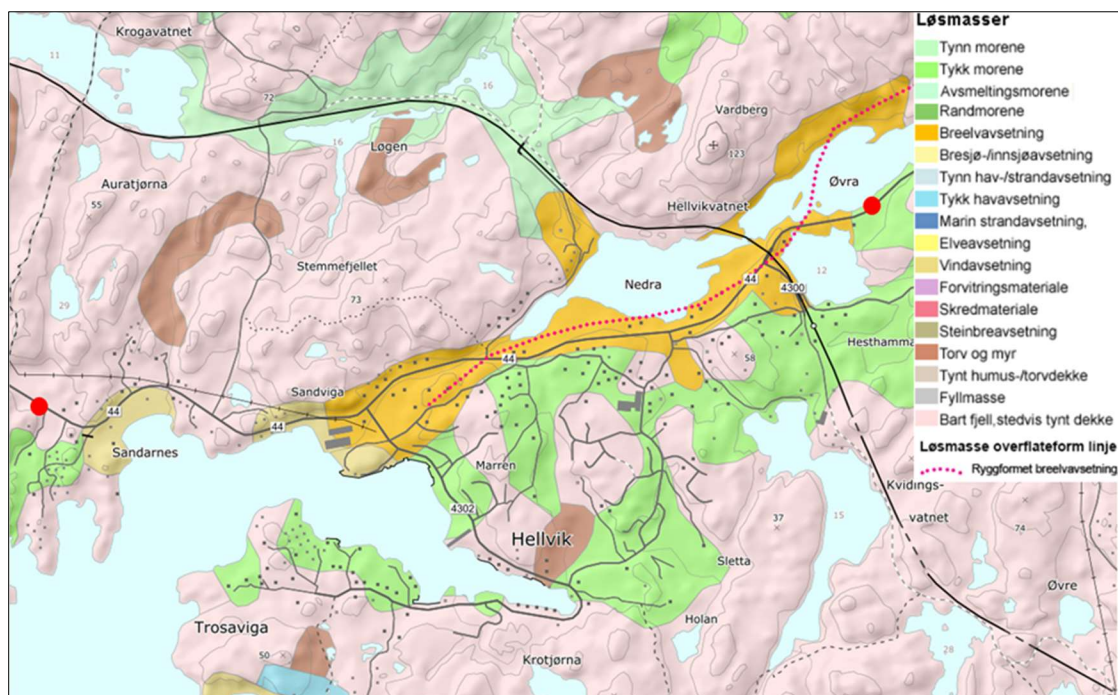 Krogavatnet
11
72
16
Løgen
16
Vardberg
123
Auratjørna
55
Hellvikvatnet
Øvra
Stemmefjellet
Nedra
44
12
4300
29
73
44
58
Hesthamma
Sandviga
44
44
Sandarnes
Marren
4302
Kvidings-
vatnet
37
15
74
Hellvik
Sletta
Øvre
Trosaviga
Holan
50
Krotjørna
28
Løsmasser
Tynn morene
Tykk morene
Avsmeltingsmorene
Randmorene
Breelvavsetning
Bresjø-/innsjøavsetning
Tynn hav-/strandavsetning
Tykk havavsetning
Marin strandavsetning,
Elveavsetning
Vindavsetning
Forvitringsmateriale
Skredmateriale
Steinbreavsetning
Torv og myr
Tynt humus-/torvdekke
Fyllmasse
Bart fjell,stedvis tynt dekke
Løsmasse overflateform linje
Ryggformet breelvavsetning